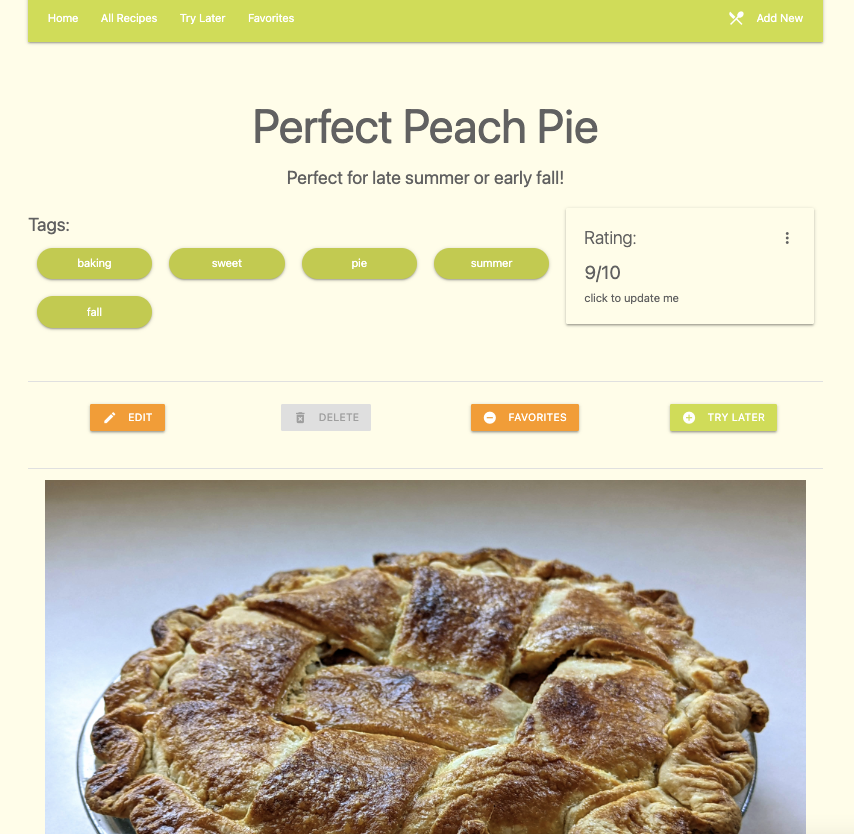 Home All Recipes Try Later Favorites Add New
Perfect Peach Pie
Perfect for late summer or early fall!
Tags:
baking sweet pie summer
fall
Rating:
9/10
click to update me
EDIT DELETE FAVORITES TRY LATER